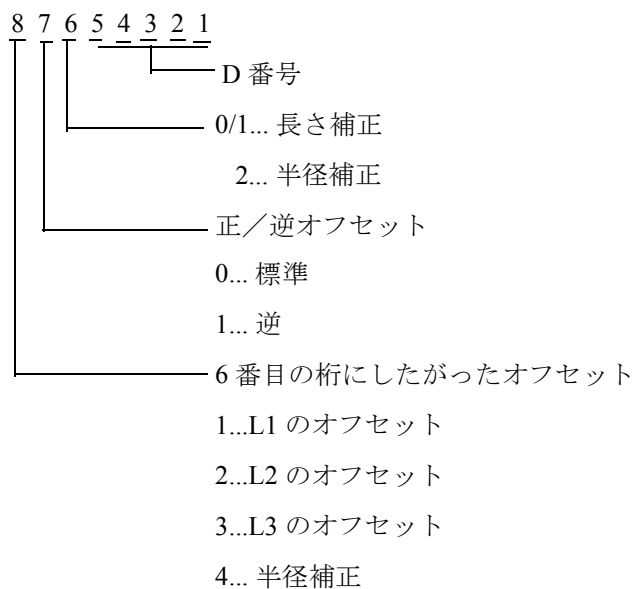 8 7 6 5 4 3 2 1
D 番号
0/1... 長さ補正
2... 半径補正
正／逆オフセット
0... 標準
1... 逆
6 番目の桁にしたがったオフセット
1...L1 のオフセット
2...L2 のオフセット
3...L3 のオフセット
4... 半径補正